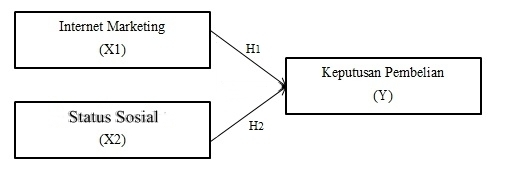 Internet Marketing
(X1)
H1
Keputusan Pembelian
(Y)
Status Sosial
(X2)
H2